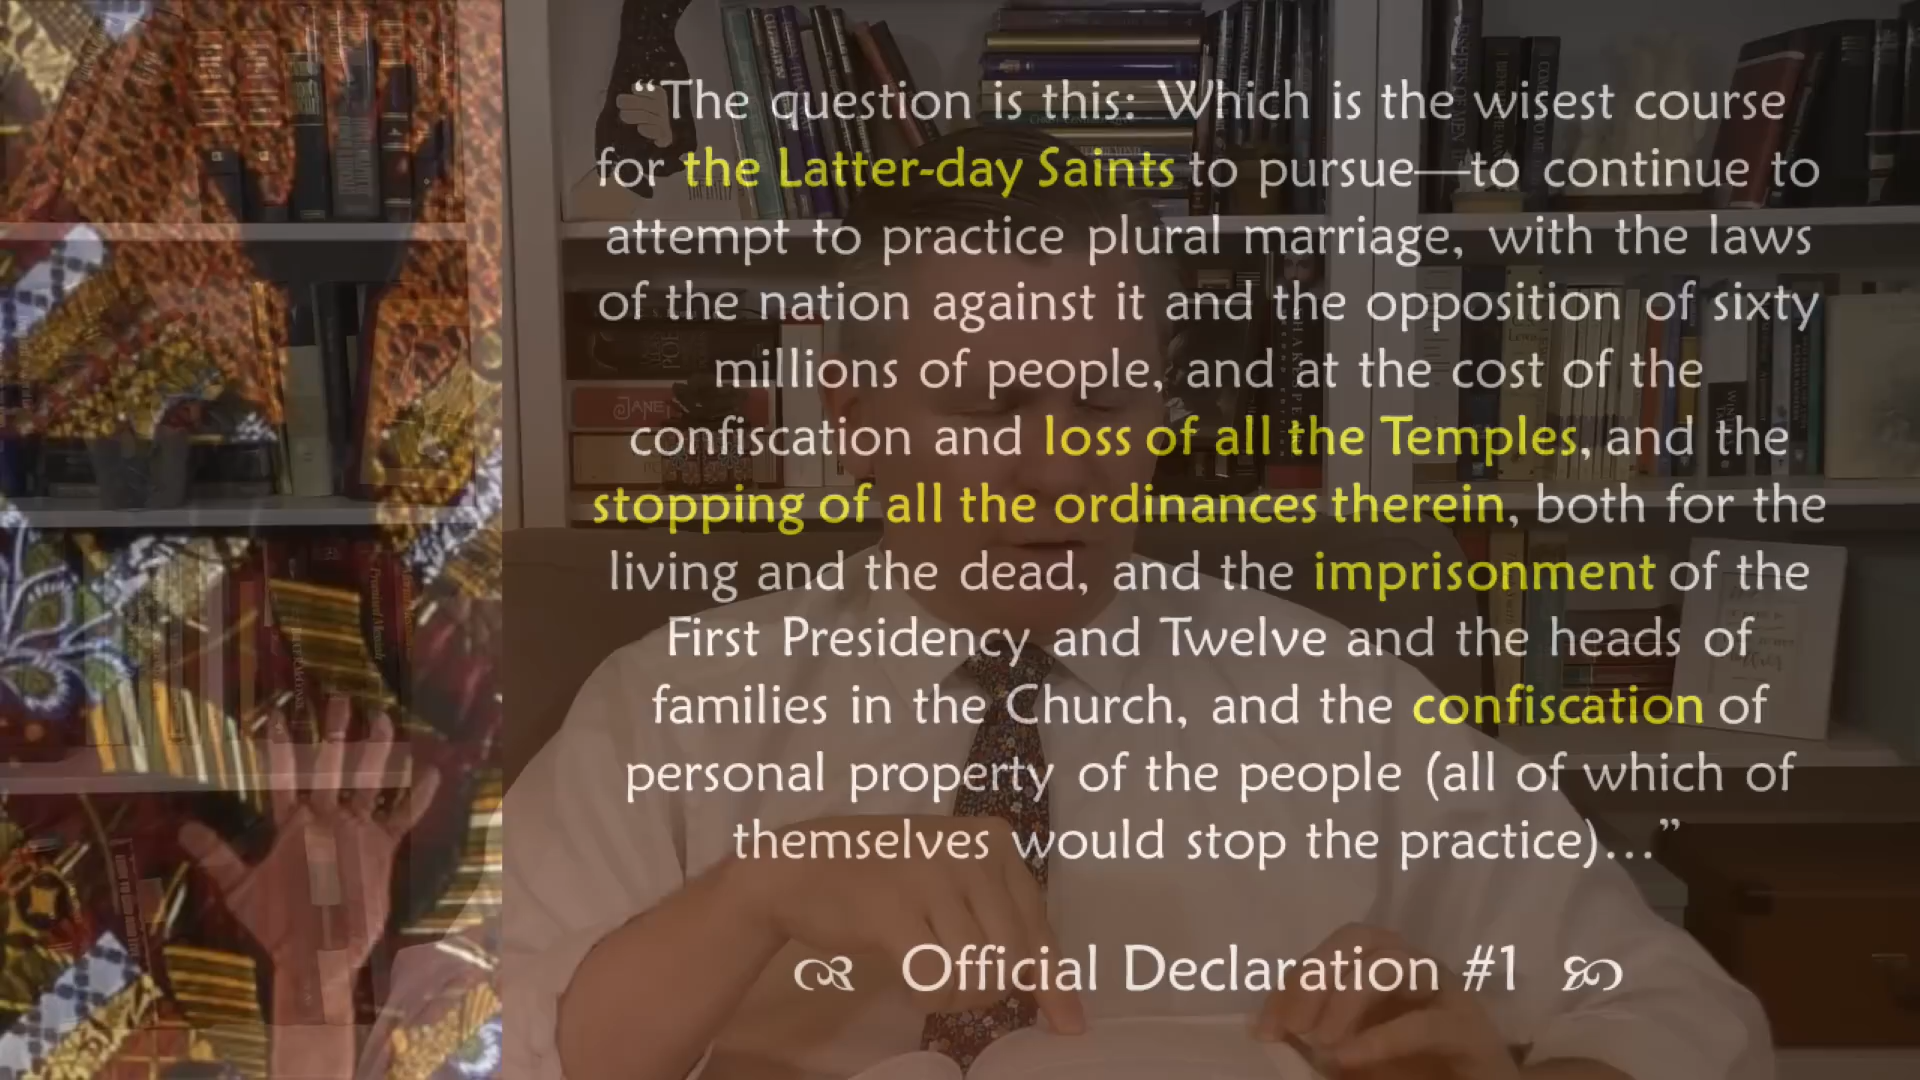 “The question is this: Which is the wisest course
for the Latter-day Saints to pursue—to continue to
attempt to practice plural marriage, with the laws
of the nation against it and the opposition of sixty
millions of people, and at the cost of the
confiscation and loss of all the Temples, and the
stopping of all the ordinances therein, both for the
living and the dead, and the imprisonment of the
First Presidency and Twelve and the heads of
families in the Church, and the confiscation of
personal property of the people (all of which of
themselves would stop the practice)…”
Official Declaration #1
JANE